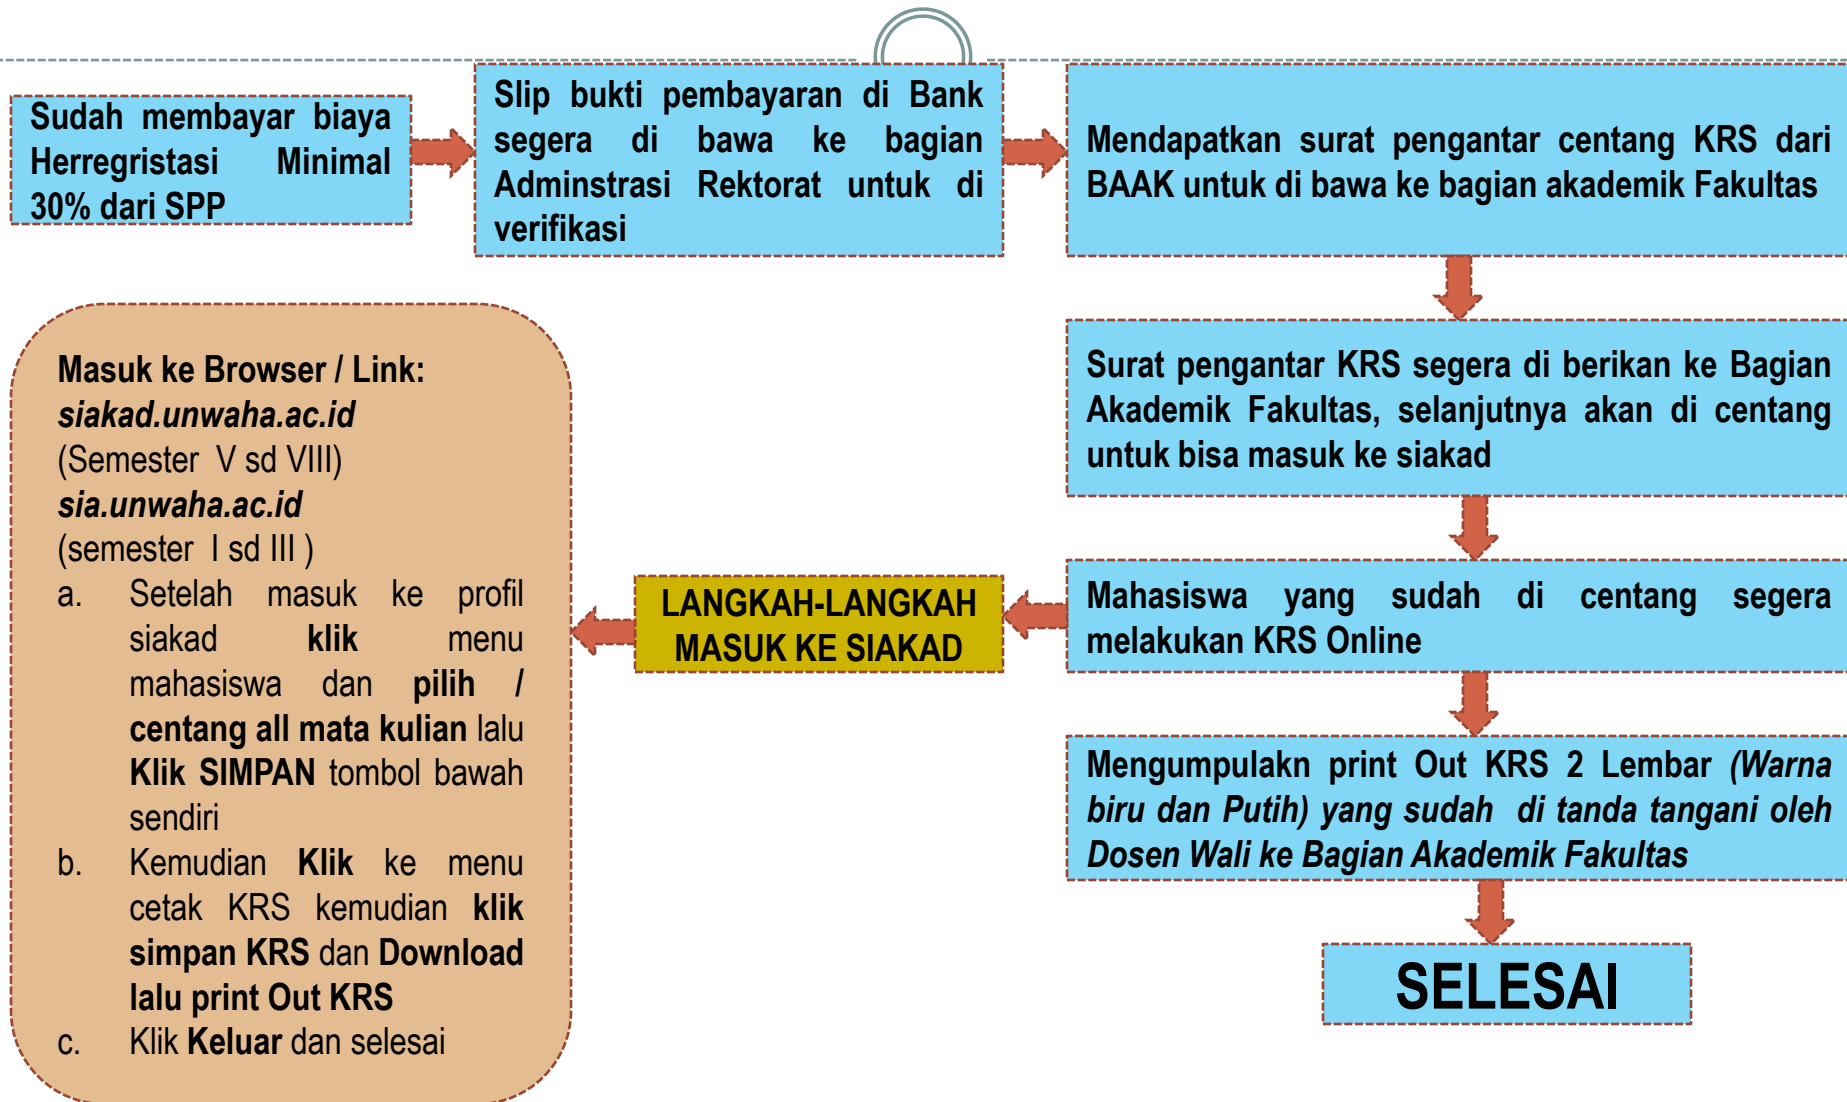 Sudah membayar biaya
Herregristasi Minimal
30% dari SPP
Slip bukti pembayaran di Bank
segera di bawa ke bagian
Adminstrasi Rektorat untuk di
verifikasi
Mendapatkan surat pengantar centang KRS dari
BAAK untuk di bawa ke bagian akademik Fakultas
Surat pengantar KRS segera di berikan ke Bagian
Akademik Fakultas, selanjutnya akan di centang
untuk bisa masuk ke siakad
Mahasiswa yang sudah di centang segera
melakukan KRS Online
LANGKAH-LANGKAH
MASUK KE SIAKAD
Masuk ke Browser / Link:
siakad.unwaha.ac.id
(Semester V sd VIII)
sia.unwaha.ac.id
(semester I sd III )
a. Setelah masuk ke profil
siakad klik menu
mahasiswa dan pilih /
centang all mata kulian lalu
Klik SIMPAN tombol bawah
sendiri
b. Kemudian Klik ke menu
cetak KRS kemudian klik
simpan KRS dan Download
lalu print Out KRS
c. Klik Keluar dan selesai
Mengumpulakn print Out KRS 2 Lembar (Warna
biru dan Putih) yang sudah di tanda tangani oleh
Dosen Wali ke Bagian Akademik Fakultas
SELESAI